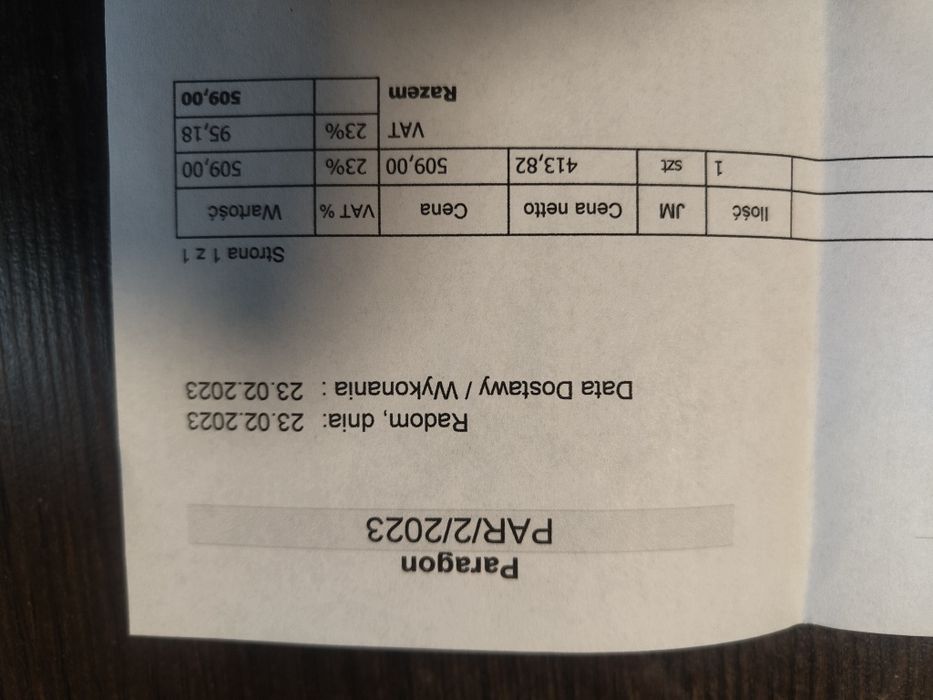 Paragon
PAR/2/2023
Radom, dnia: 23.02.2023
Data Dostawy / Wykonania : 23.02.2023
Strona 1 z 1
Ilość JM Cena netto Cena VAT % Wartość
1 szt 413,82 509,00 23% 509,00
VAT 23% 95,18
Razem 509,00